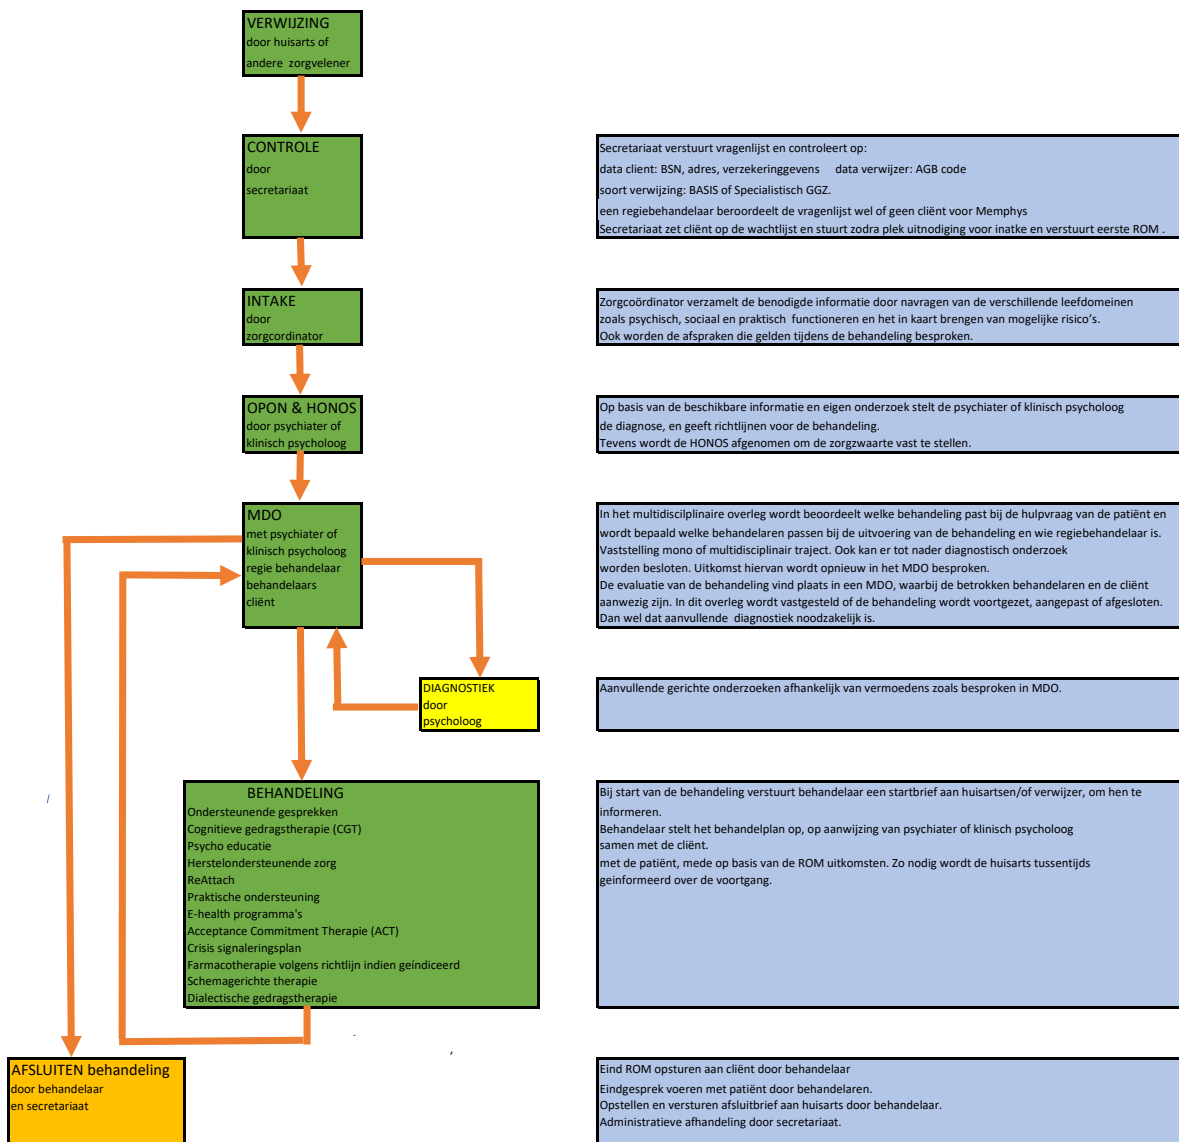 VERWIJZING
door huisarts of
andere zorgvelener
CONTROLE
door
secretariaat
Secretariaat verstuurt vragenlijst en controleert op:
data client: BSN, adres, verzekeringgevens data verwijzer: AGB code
soort verwijzing: BASIS of Specialistisch GGZ.
een regiebehandelaar beroordeelt de vragenlijst wel of geen cliënt voor Memphys
Secretariaat zet cliënt op de wachtlijst en stuurt zodra plek uitnodiging voor inatke en verstuurt eerste ROM .
INTAKE
door
zorgcordinator
Zorgcoördinator verzamelt de benodigde informatie door navragen van de verschillende leefdomeinen
zoals psychisch, sociaal en praktisch functioneren en het in kaart brengen van mogelijke risico's.
Ook worden de afspraken die gelden tijdens de behandeling besproken.
OPON & HONOS
door psychiater of
klinisch psycholoog
Op basis van de beschikbare informatie en eigen onderzoek stelt de psychiater of klinisch psycholoog
de diagnose, en geeft richtlijnen voor de behandeling.
Tevens wordt de HONOS afgenomen om de zorgzwaarte vast te stellen.
MDO
met psychiater of
klinisch psycholoog
regie behandelaar
behandelaars
cliënt
In het multidiscilplinaire overleg wordt beoordeelt welke behandeling past bij de hulpvraag van de patiënt en
wordt bepaald welke behandelaren passen bij de uitvoering van de behandeling en wie regiebehandelaar is.
Vaststelling mono of multidisciplinair traject. Ook kan er tot nader diagnostisch onderzoek
worden besloten. Uitkomst hiervan wordt opnieuw in het MDO besproken.
De evaluatie van de behandeling vind plaats in een MDO, waarbij de betrokken behandelaren en de cliënt
aanwezig zijn. In dit overleg wordt vastgesteld of de behandeling wordt voortgezet, aangepast of afgesloten.
Dan wel dat aanvullende diagnostiek noodzakelijk is.
DIAGNOSTIEK
door
psycholoog
Aanvullende gerichte onderzoeken afhankelijk van vermoedens zoals besproken in MDO.
BEHANDELING
Ondersteunende gesprekken
Cognitieve gedragstherapie (CGT)
Psycho educatie
Herstelondersteunende zorg
ReAttach
Praktische ondersteuning
E-health programma's
Acceptance Commitment Therapie (ACT)
Crisis signaleringsplan
Farmacotherapie volgens richtlijn indien geíndiceerd
Schemagerichte therapie
Dialectische gedragstherapie
Bij start van de behandeling verstuurt behandelaar een startbrief aan huisartsen/of verwijzer, om hen te
informeren.
Behandelaar stelt het behandelplan op, op aanwijzing van psychiater of klinisch psycholoog
samen met de cliënt.
met de patiënt, mede op basis van de ROM uitkomsten. Zo nodig wordt de huisarts tussentijds
geinformeerd over de voortgang.
AFSLUITEN behandeling
door behandelaar
en secretariaat
Eind ROM opsturen aan cliënt door behandelaar
Eindgesprek voeren met patiënt door behandelaren.
Opstellen en versturen afsluitbrief aan huisarts door behandelaar.
Administratieve afhandeling door secretariaat.